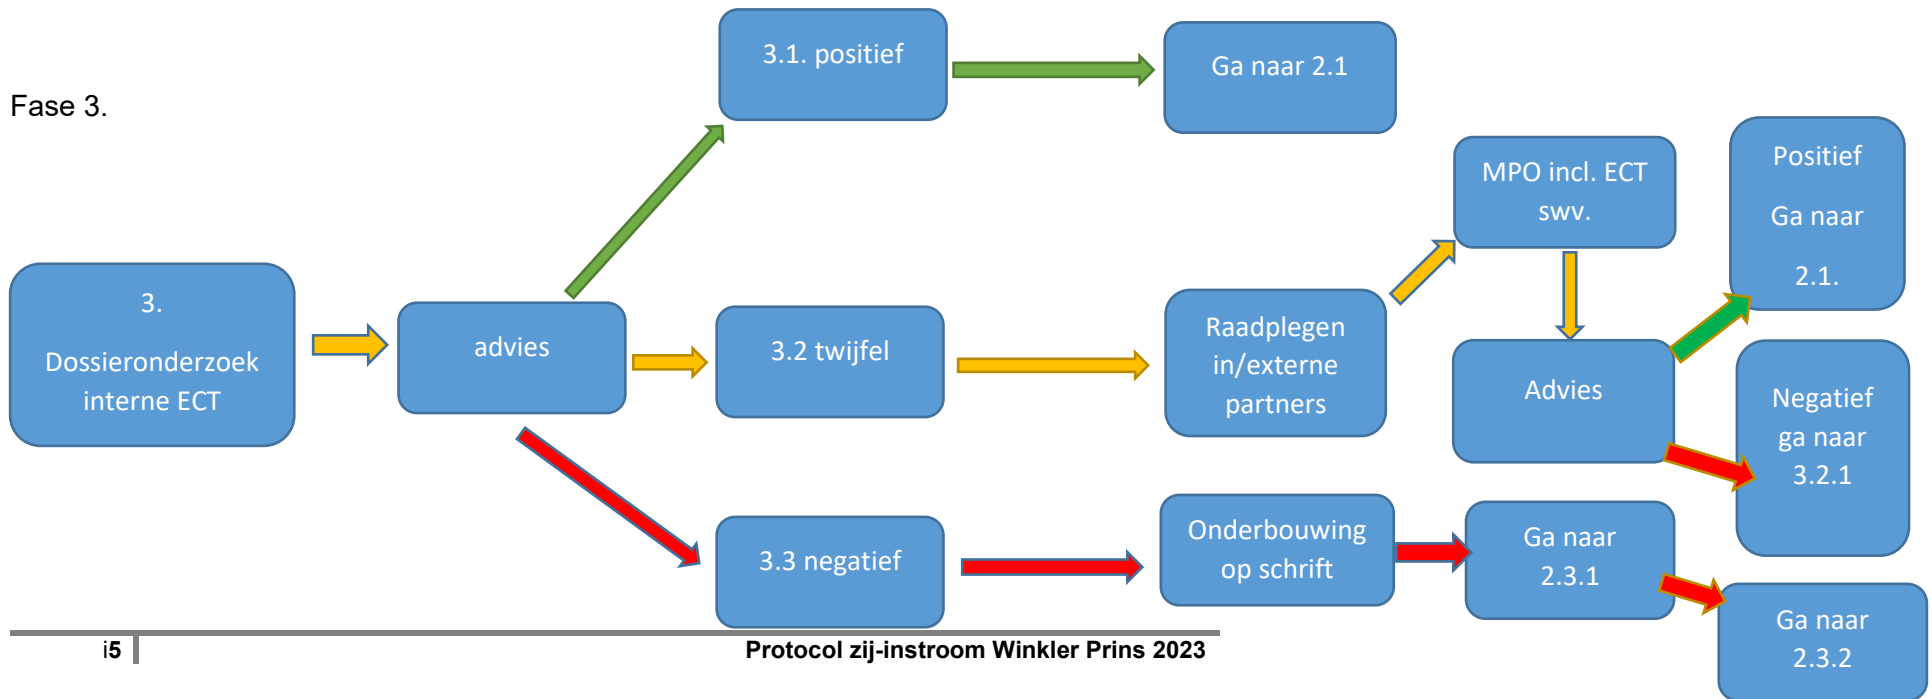 Fase 3.
3.
Dossieronderzoek
interne ECT
advies
3.1. positief
Ga naar 2.1
3.2 twijfel
Raadplegen
in/externe
partners
MPO incl. ECT
swv.
Advies
Positief
Ga naar
2.1.
Negatief
ga naar
3.2.1
3.3 negatief
Onderbouwing
op schrift
Ga naar
2.3.1
Ga naar
2.3.2
i5
Protocol zij-instroom Winkler Prins 2023